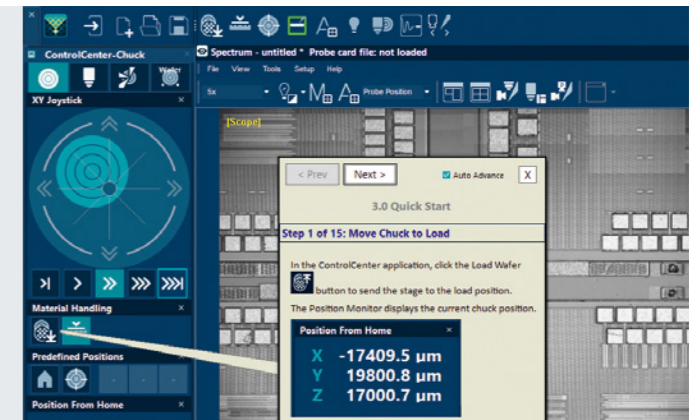 ControlCenter-Chuck
Wafer
XY Joystick
Material Handling
Predefined Positions
Position From Home
Spectrum - untitled * Probe card file: not loaded
File View Tools Setup Help
5x
Probe Position
[Scope]
< Prev
Next >
Auto Advance
X
3.0 Quick Start
Step 1 of 15: Move Chuck to Load
In the ControlCenter application, click the Load Wafer
button to send the stage to the load position.
The Position Monitor displays the current chuck position.
Position From Home
X -17409.5 µm
Y 19800.8 µm
Z 17000.7 µm